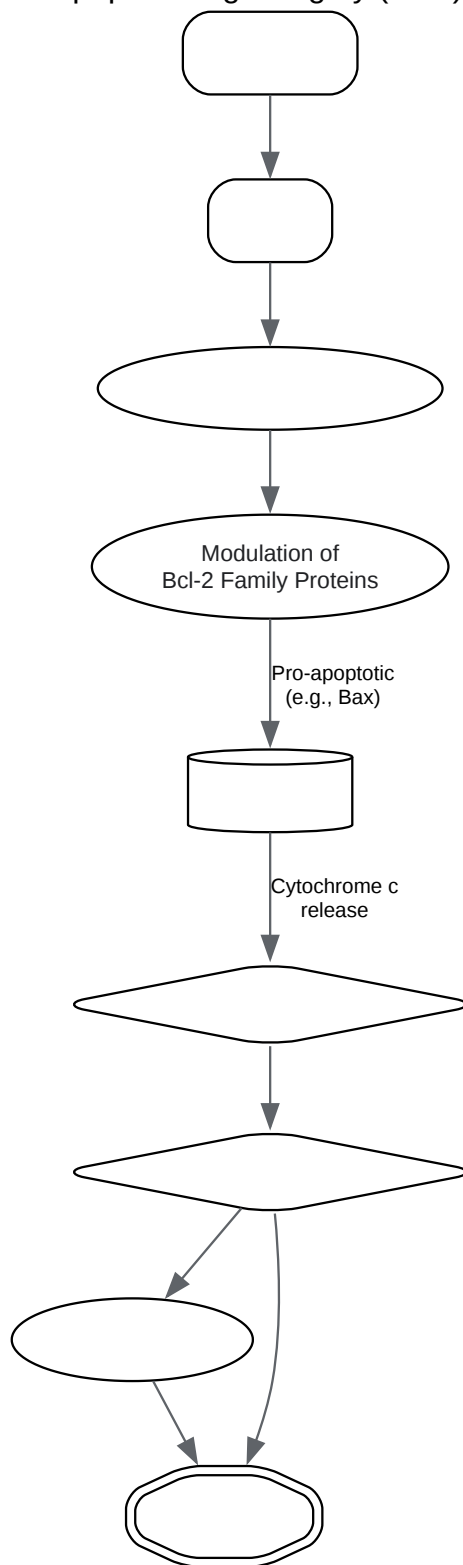 Modulation of
Bcl-2 Family Proteins
Pro-apoptotic
(e.g., Bax)
Cytochrome c
release